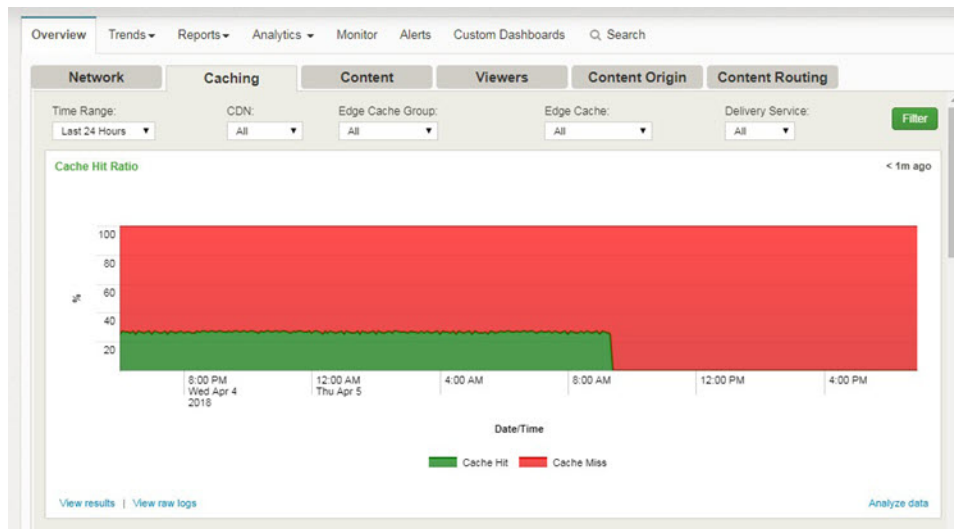 Overview Trends Reports Analytics Monitor Alerts Custom Dashboards Search
Network Caching Content Viewers Content Origin Content Routing
Time Range: CDN: Edge Cache Group: Edge Cache: Delivery Service:
Last 24 Hours All All All All Filter
Cache Hit Ratio < 1m ago
100
80
60
%
40
20
8:00 PM 12:00 AM 4:00 AM 8:00 AM 12:00 PM 4:00 PM
Wed Apr 4 Thu Apr 5
2018
Date/Time
Cache Hit Cache Miss
View results | View raw logs Analyze data